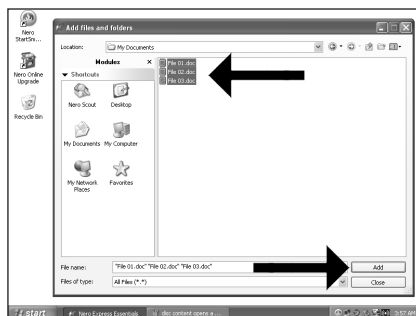 Nero
StartSm...
Nero Online
Upgrade
Recycle Bin
Add files and folders
Location: My Documents
Modules
Shortcuts
Nero Scout Desktop
My Documents My Computer
My Network
Places
Favorites
File 01.doc
File 02.doc
File 03.doc
File name: "File 01.doc" "File 02.doc" "File 03.doc"
Add
Files of type: All Files (*.*)
Close
start Nero Express Essentials doc content opens a ... 3:57 AM